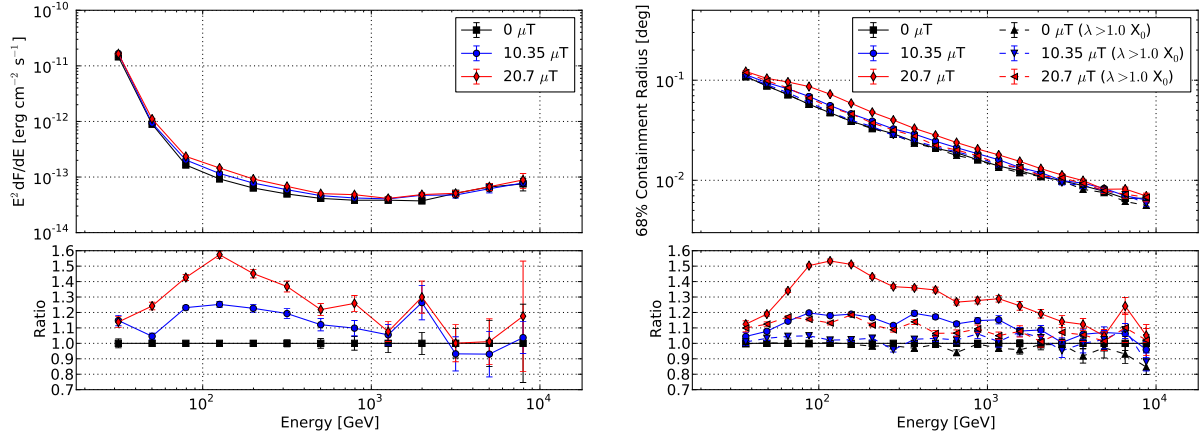 E² dF/dE [erg cm⁻² s⁻¹]
10⁻¹⁰
10⁻¹¹
10⁻¹²
10⁻¹³
10⁻¹⁴
0 μT
10.35 μT
20.7 μT
Ratio
1.6
1.5
1.4
1.3
1.2
1.1
1.0
0.9
0.8
0.7
10² 10³ 10⁴
Energy [GeV]
68% Containment Radius [deg]
10⁻¹
10⁻²
0 μT
10.35 μT
20.7 μT
0 μT (λ>1.0 X₀)
10.35 μT (λ>1.0 X₀)
20.7 μT (λ>1.0 X₀)
Ratio
1.6
1.5
1.4
1.3
1.2
1.1
1.0
0.9
0.8
0.7
10² 10³ 10⁴
Energy [GeV]